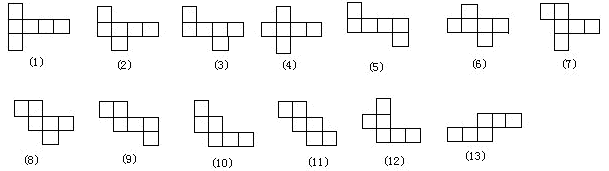 (1) (2) (3) (4) (5) (6) (7)
(8) (9) (10) (11) (12) (13)